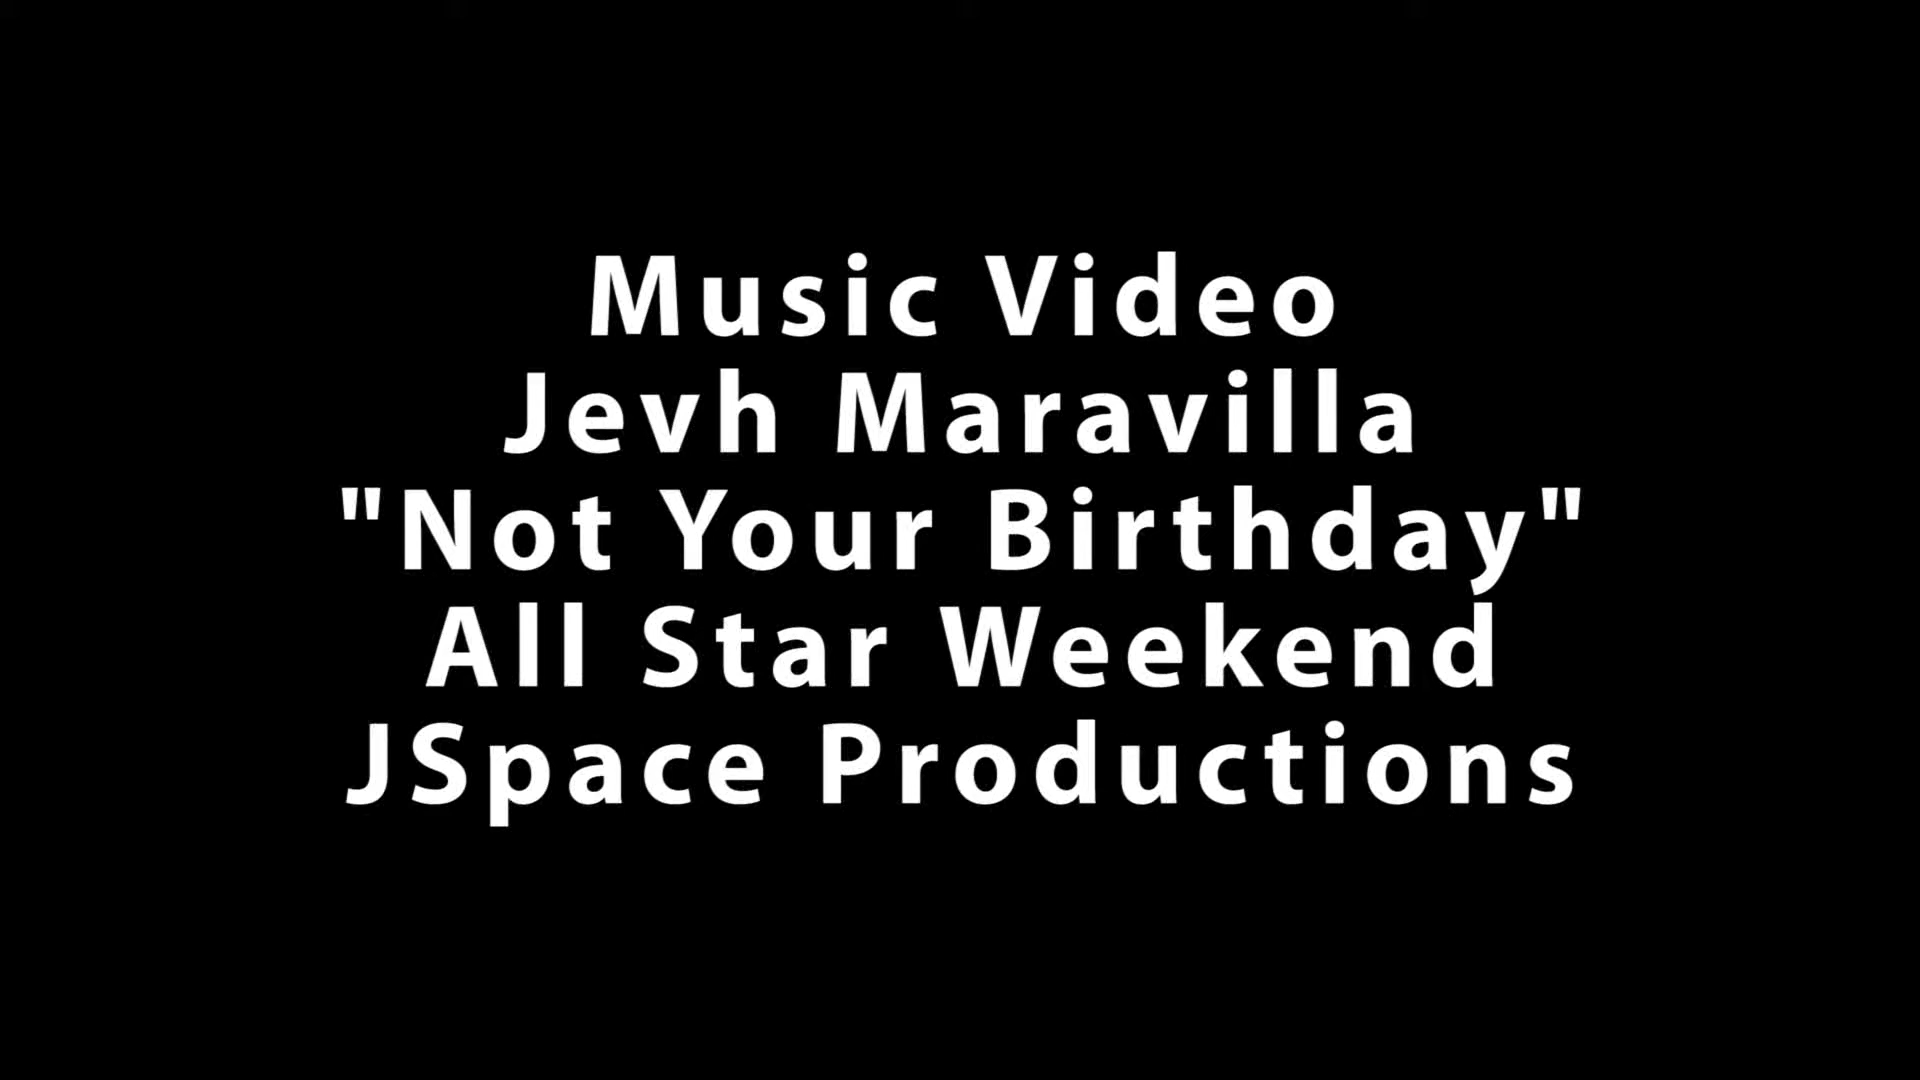 Music Video
Jevh Maravilla
"Not Your Birthday"
All Star Weekend
JSpace Productions